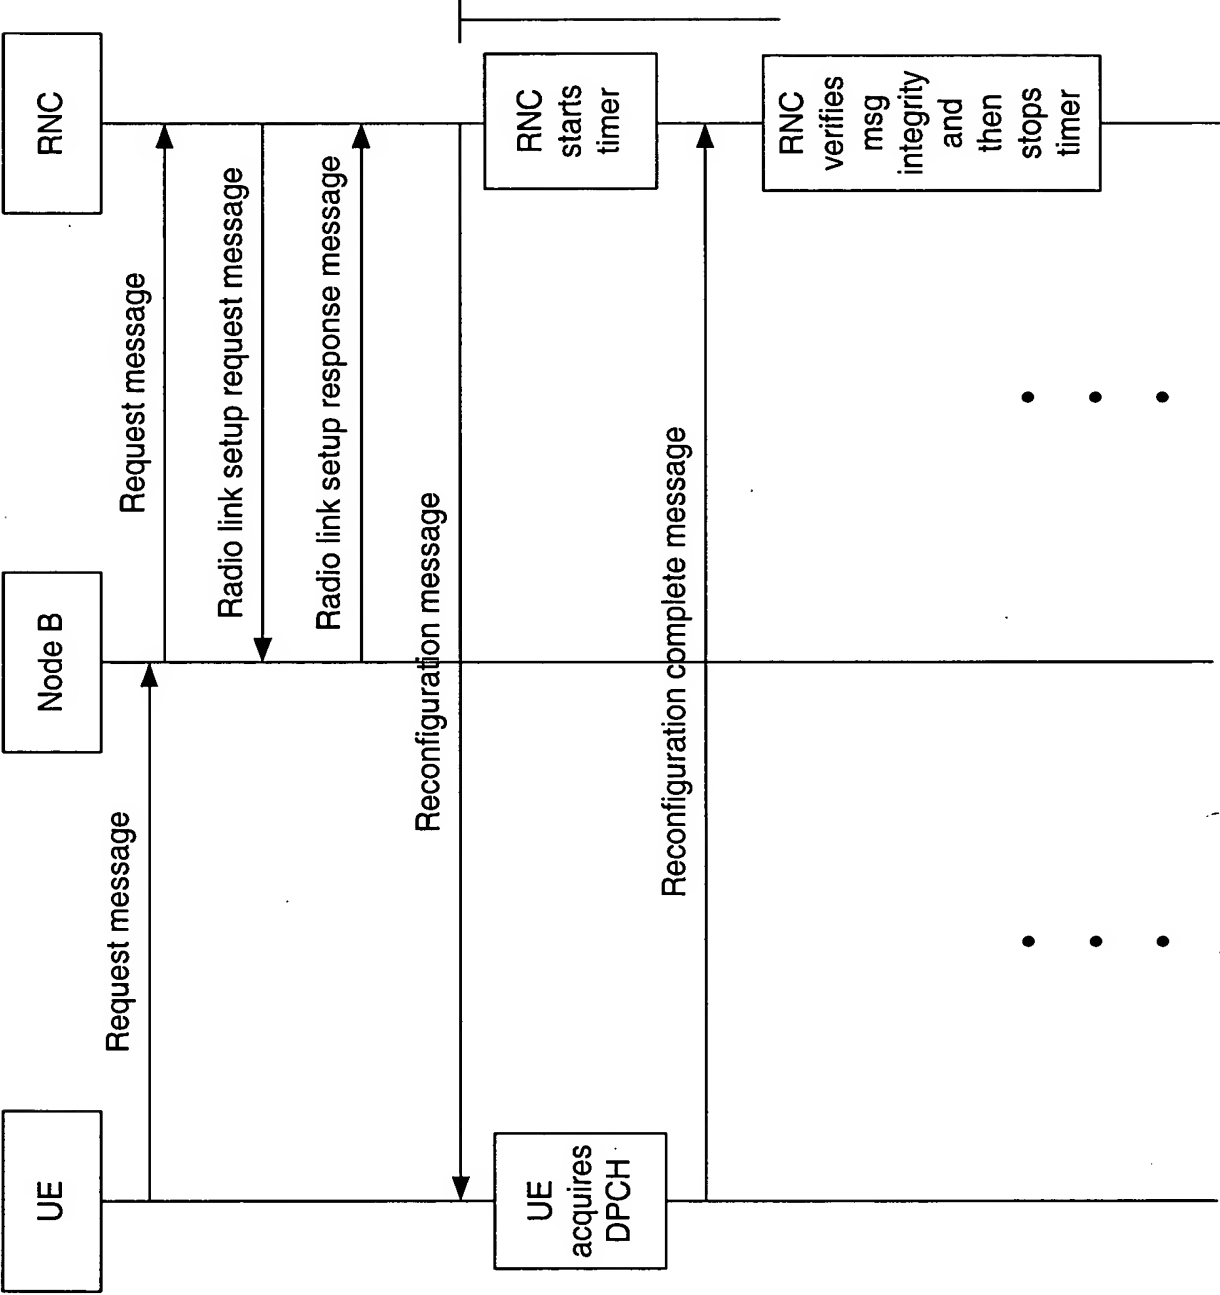 UE
Node B
RNC
Request message
Request message
Radio link setup request message
Radio link setup response message
Reconfiguration message
UE
acquires
DPCH
RNC
starts
timer
Reconfiguration complete message
RNC
verifies
msg
integrity
and
then
stops
timer